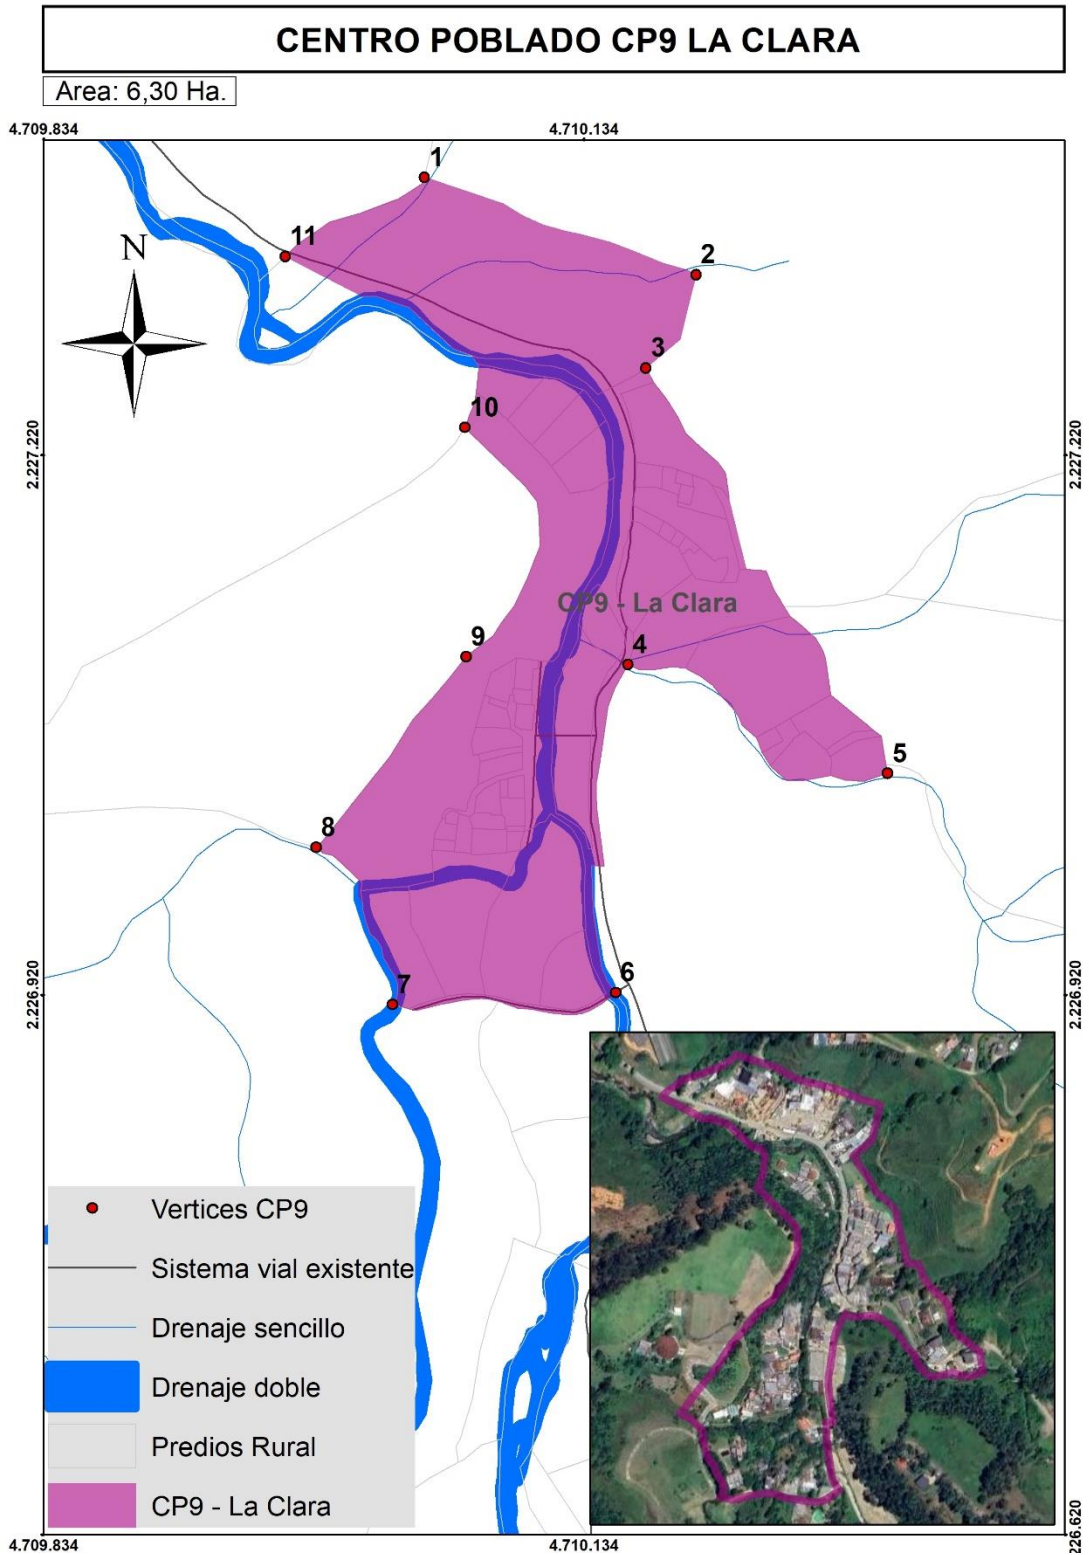 CENTRO POBLADO CP9 LA CLARA
Area: 6,30 Ha.
4.709.834
4.710.134
1
11
N
2
3
10
2.227.220
2.227.220
CP9 - La Clara
9
4
5
8
2.226.920
2.226.920
6
7
Vertices CP9
Sistema vial existente
Drenaje sencillo
Drenaje doble
Predios Rural
CP9 - La Clara
226.620
4.709.834
4.710.134